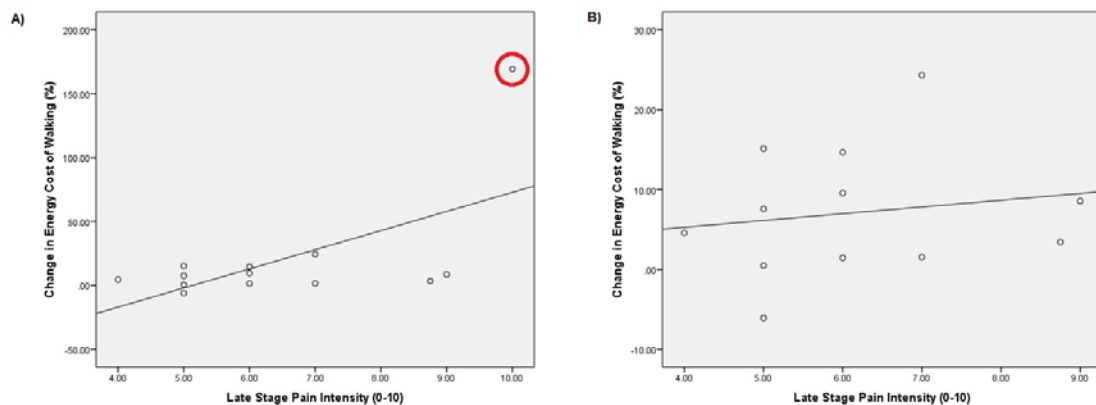 A)
200.00
150.00
100.00
50.00
.00
-50.00
Change in Energy Cost of Walking (%)
4.00 5.00 6.00 7.00 8.00 9.00 10.00
Late Stage Pain Intensity (0-10)
B)
30.00
20.00
10.00
.00
-10.00
Change in Energy Cost of Walking (%)
4.00 5.00 6.00 7.00 8.00 9.00
Late Stage Pain Intensity (0-10)